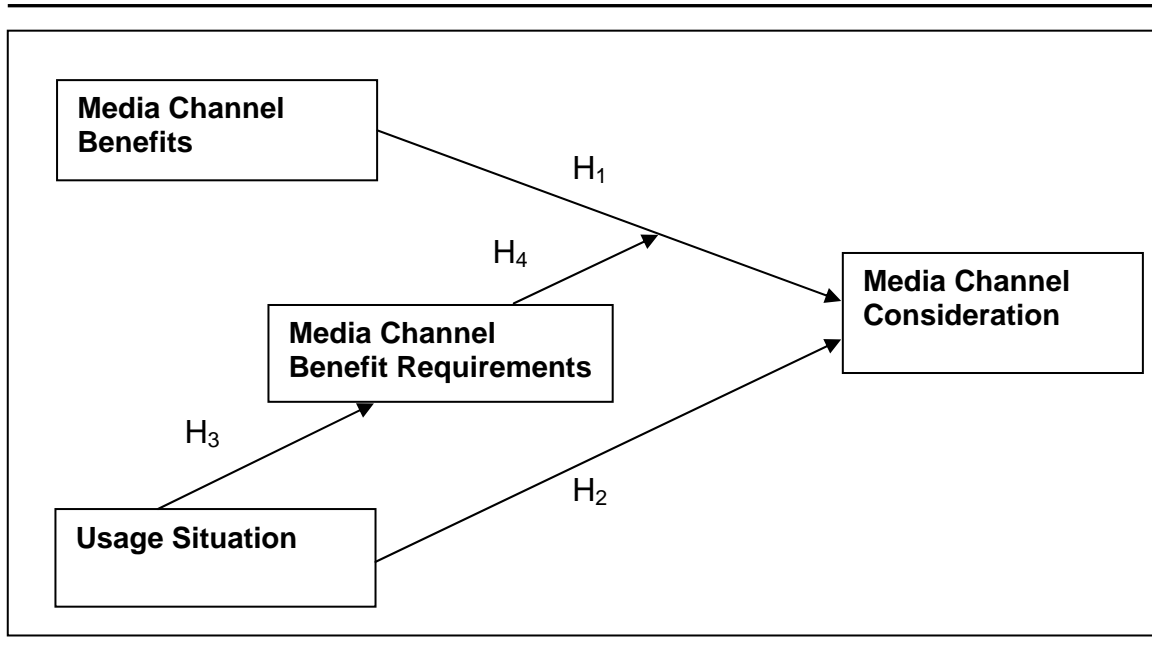 Media Channel
Benefits
H₁
H₄
Media Channel
Consideration
Media Channel
Benefit Requirements
H₃
H₂
Usage Situation